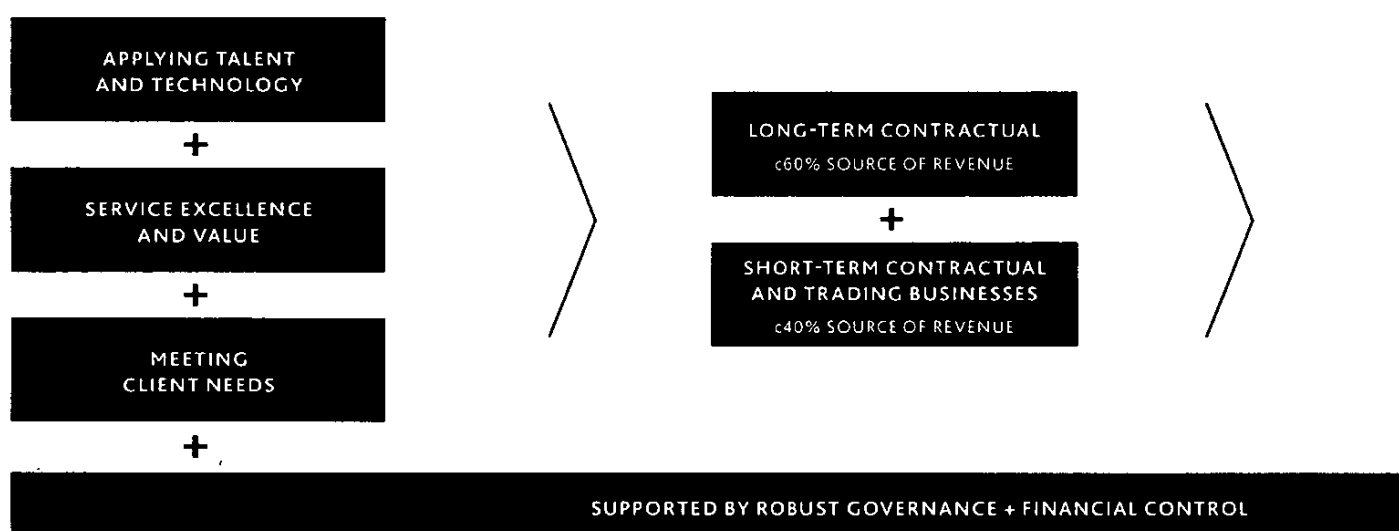 APPLYING TALENT
AND TECHNOLOGY
+
SERVICE EXCELLENCE
AND VALUE
+
MEETING
CLIENT NEEDS
+
LONG-TERM CONTRACTUAL
c60% SOURCE OF REVENUE
+
SHORT-TERM CONTRACTUAL
AND TRADING BUSINESSES
c40% SOURCE OF REVENUE
SUPPORTED BY ROBUST GOVERNANCE + FINANCIAL CONTROL